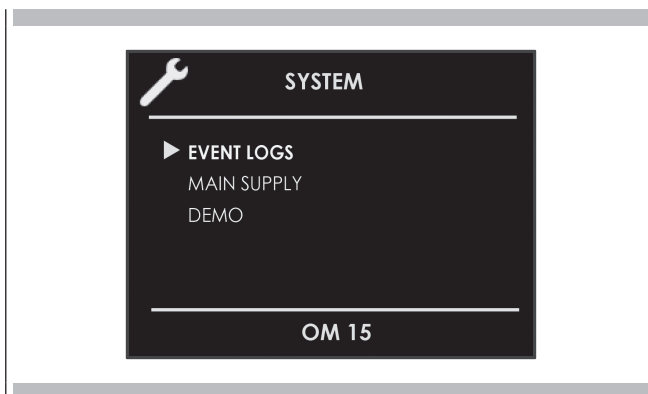 SYSTEM
EVENT LOGS
MAIN SUPPLY
DEMO
OM 15